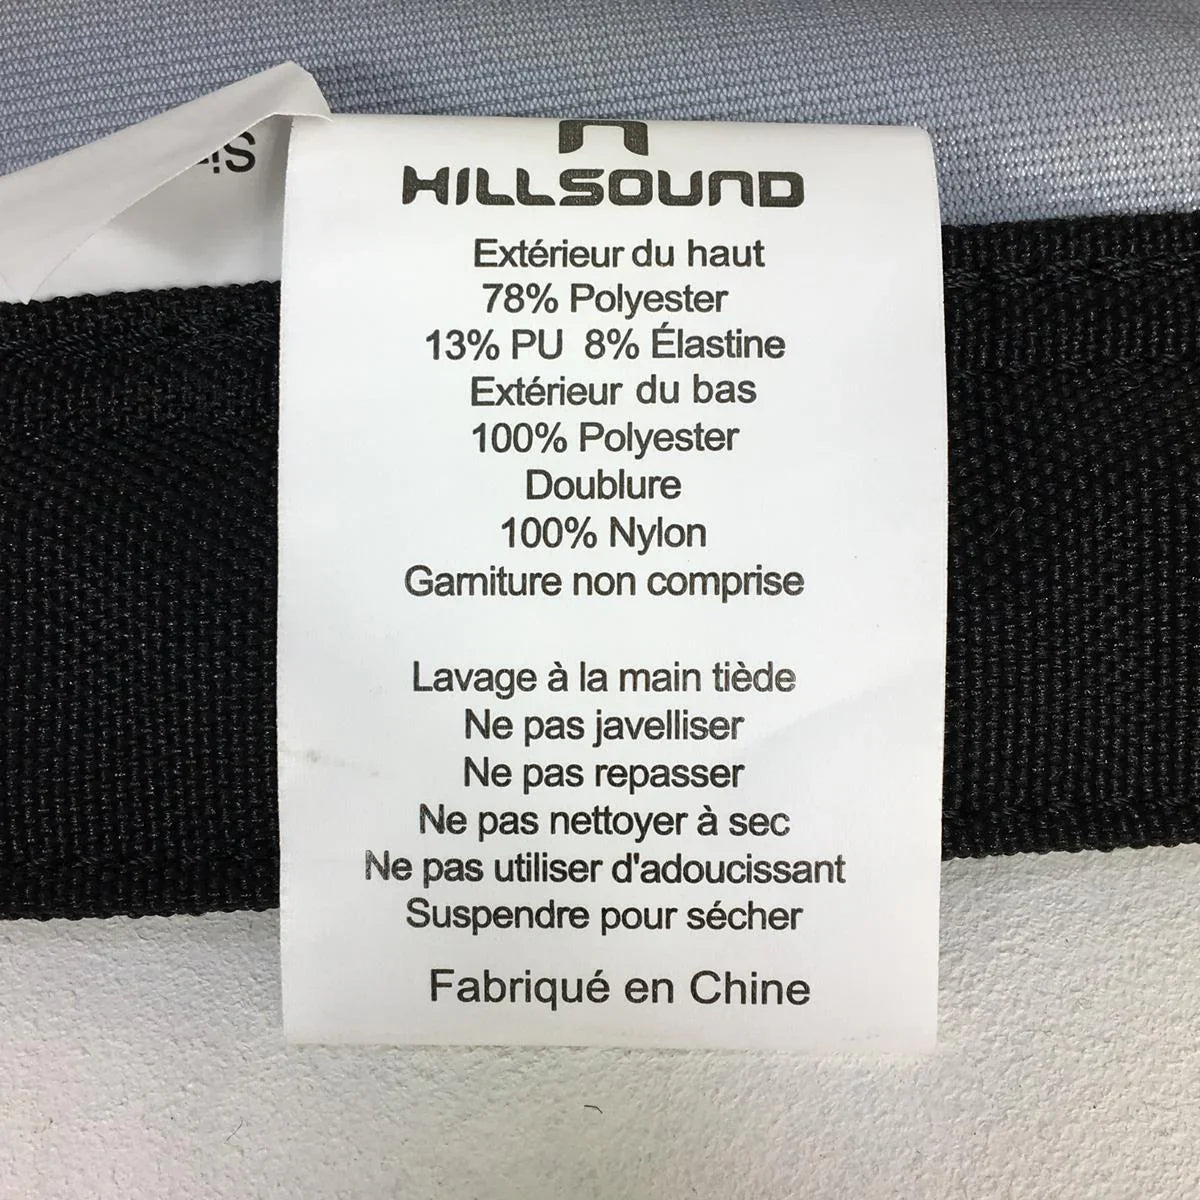 HILLSOUND
Extérieur du haut
78% Polyester
13% PU 8% Élastine
Extérieur du bas
100% Polyester
Doublure
100% Nylon
Garniture non comprise
Lavage à la main tiède
Ne pas javelliser
Ne pas repasser
Ne pas nettoyer à sec
Ne pas utiliser d'adoucissant
Suspendre pour sécher
Fabriqué en Chine